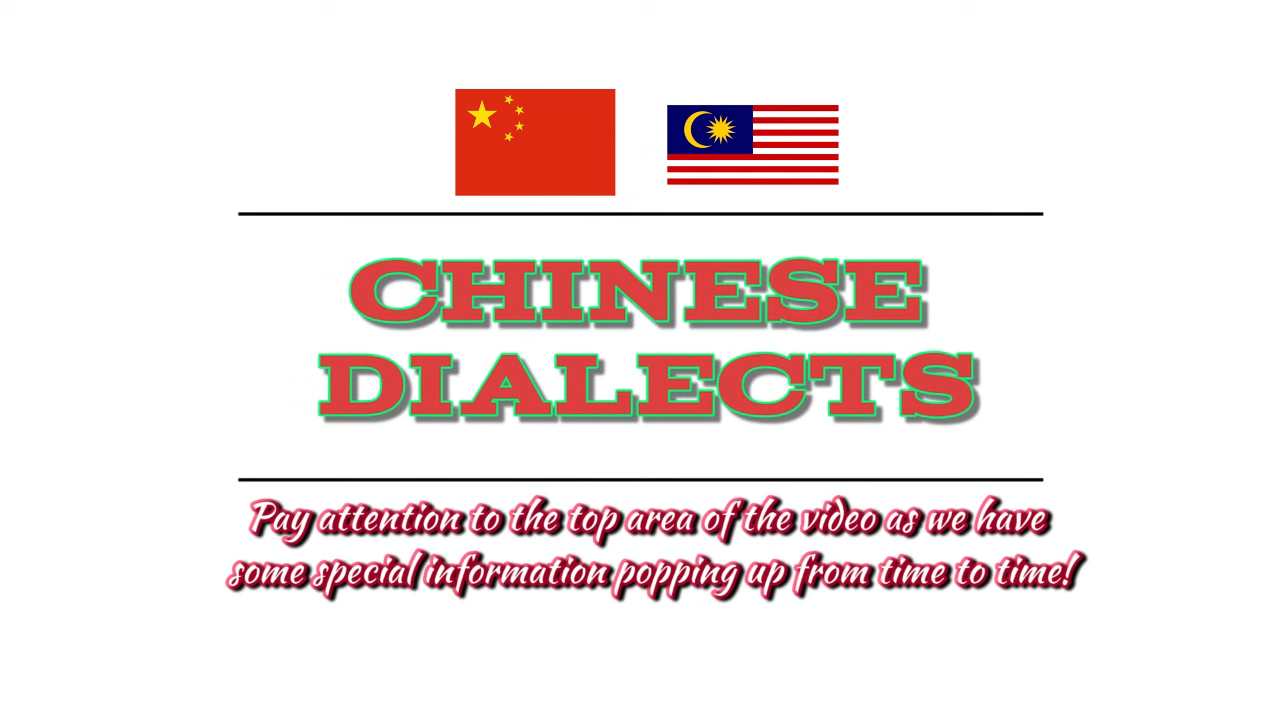 CHINESE
DIALECTS
Pay attention to the top area of the video as we have
some special information popping up from time to time!